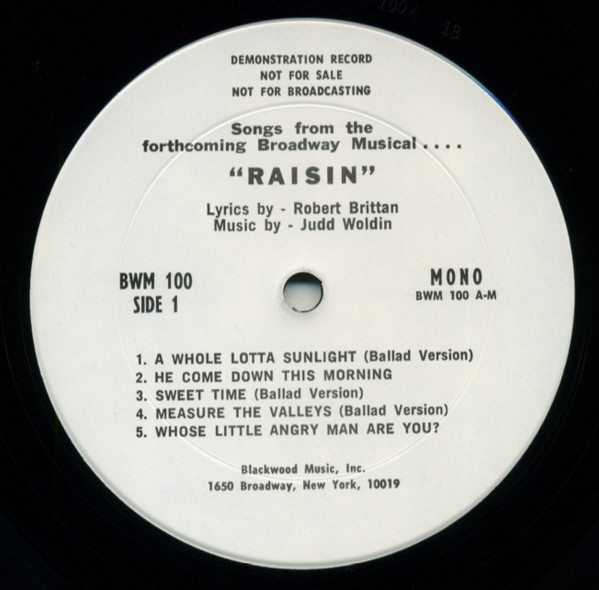 DEMONSTRATION RECORD
NOT FOR SALE
NOT FOR BROADCASTING
Songs from the
forthcoming Broadway Musical....
"RAISIN"
Lyrics by - Robert Brittan
Music by - Judd Woldin
BWM 100
SIDE 1
MONO
BWM 100 A-M
1. A WHOLE LOTTA SUNLIGHT (Ballad Version)
2. HE COME DOWN THIS MORNING
3. SWEET TIME (Ballad Version)
4. MEASURE THE VALLEYS (Ballad Version)
5. WHOSE LITTLE ANGRY MAN ARE YOU?
Blackwood Music, Inc.
1650 Broadway, New York, 10019